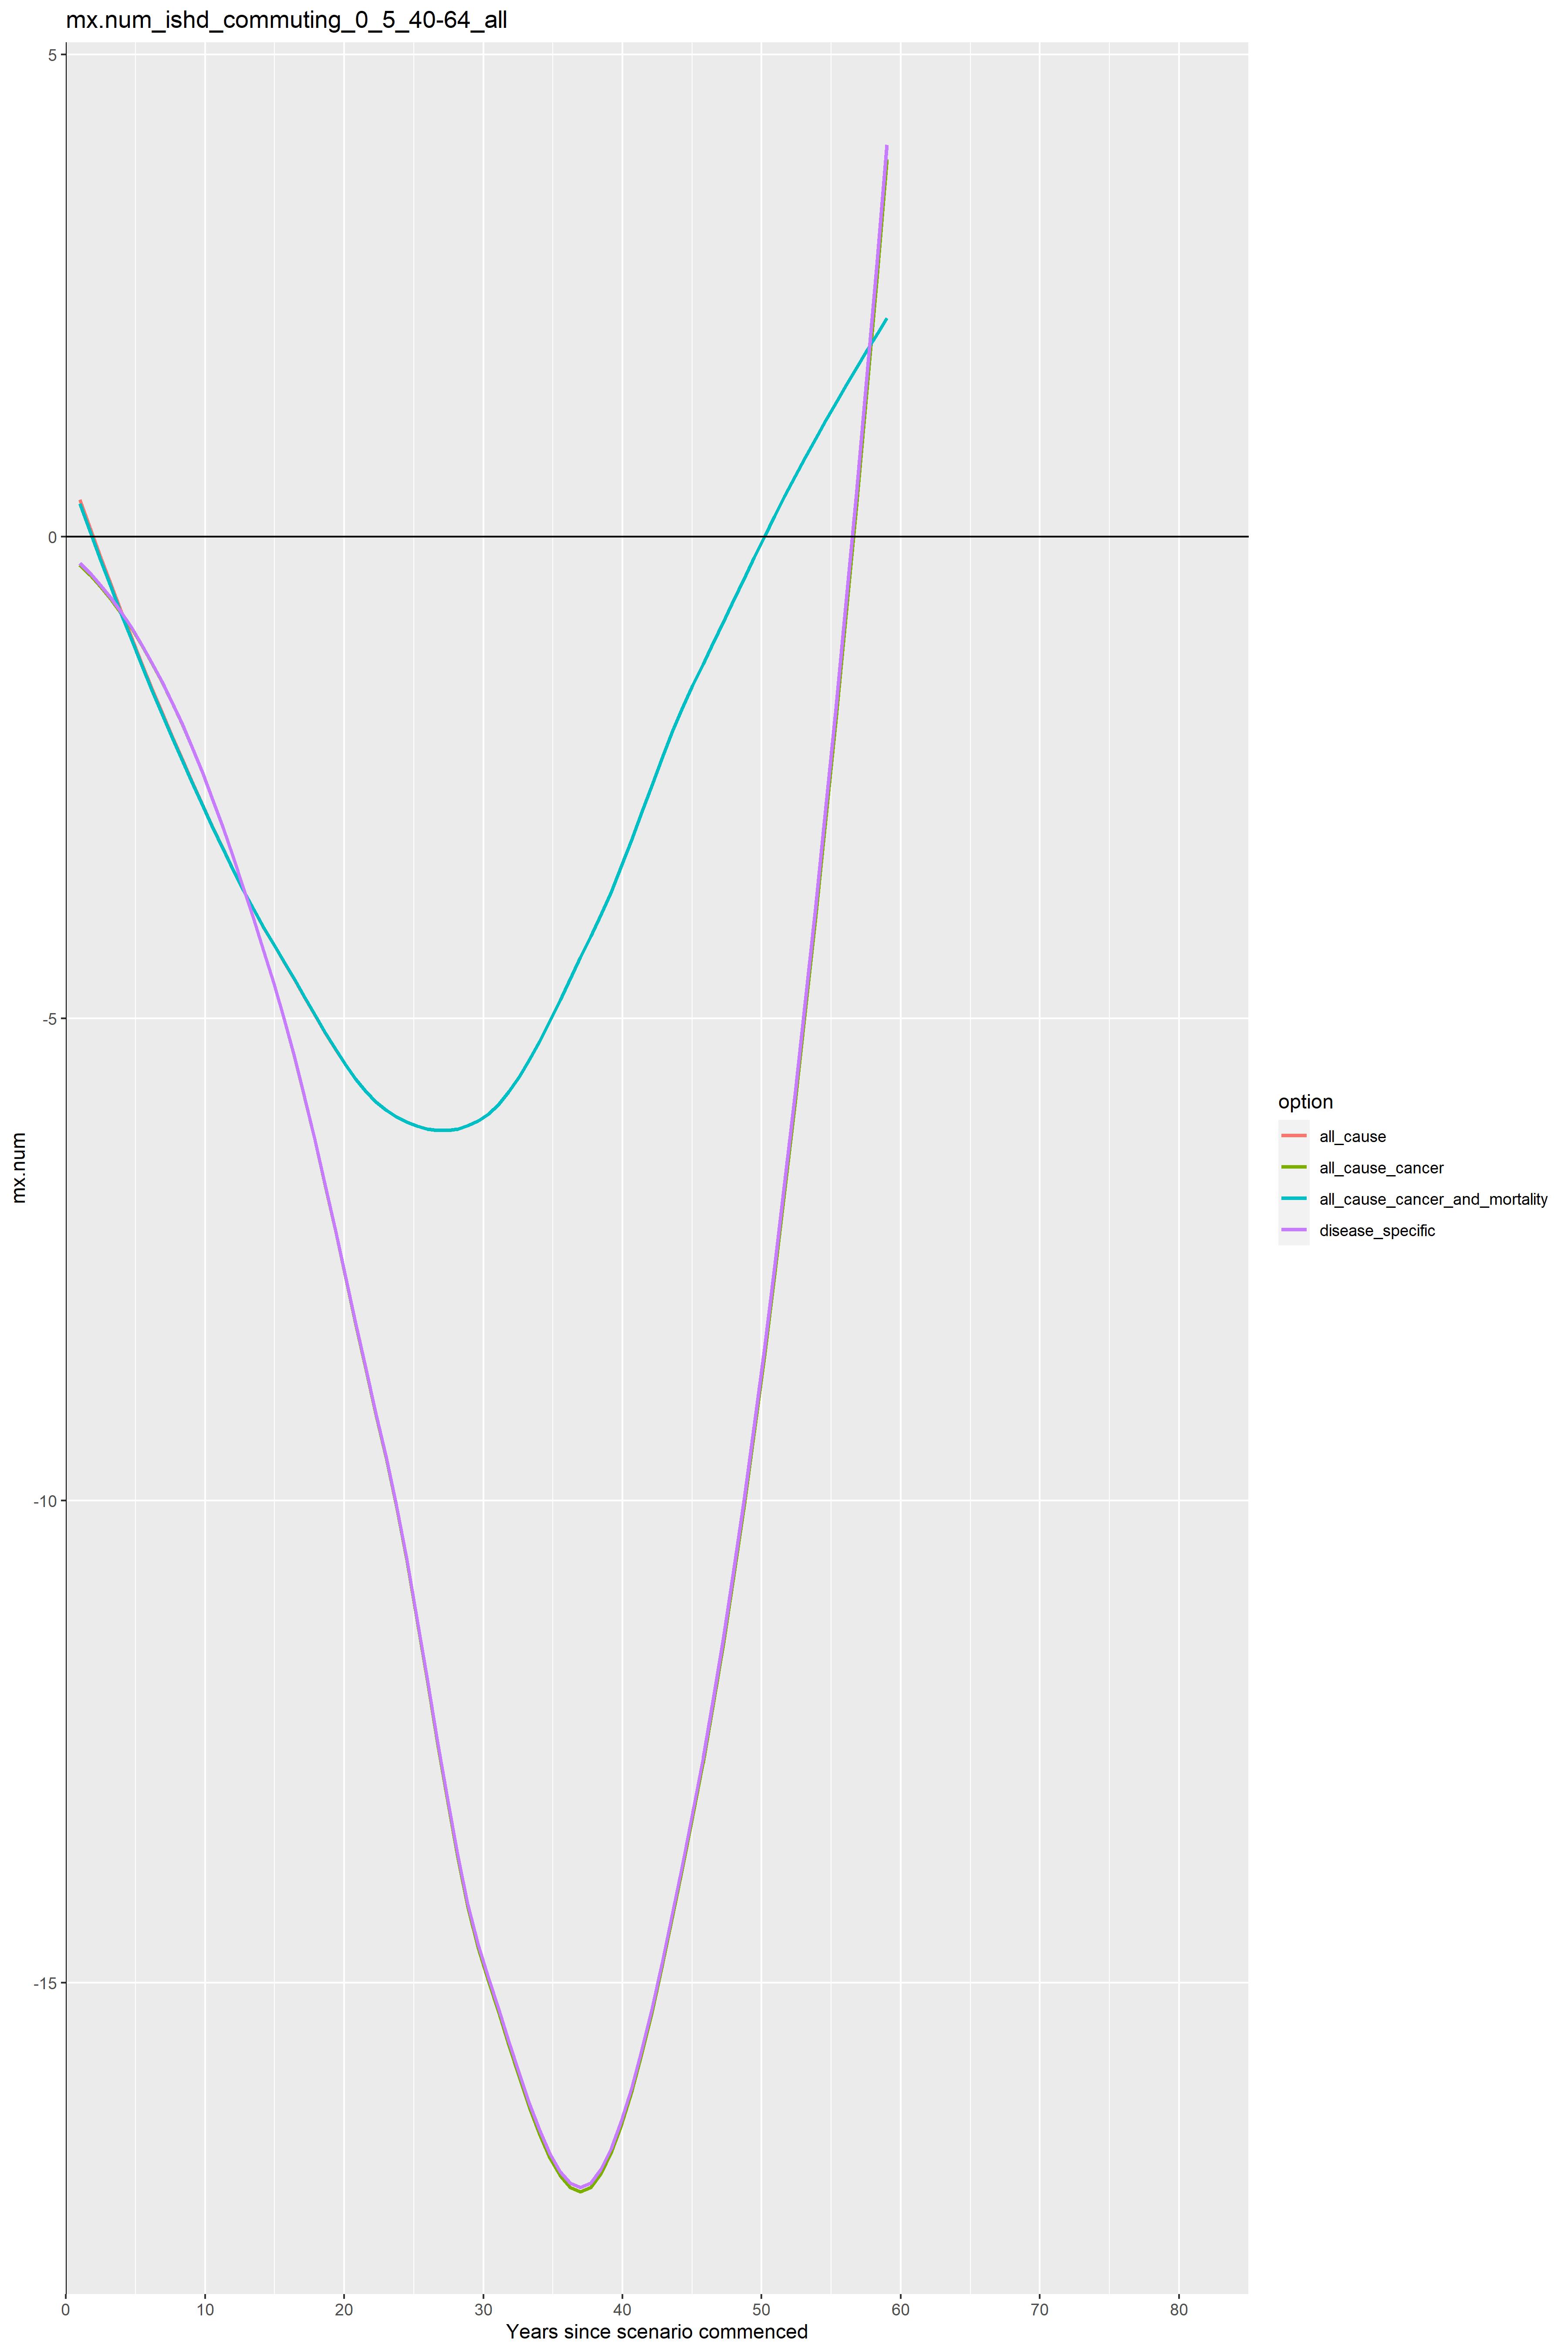 mx.num_ishd_commuting_0_5_40-64_all
5
0
-5
-10
-15
mx.num
0 10 20 30 40 50 60 70 80
Years since scenario commenced
option
all_cause
all_cause_cancer
all_cause_cancer_and_mortality
disease_specific